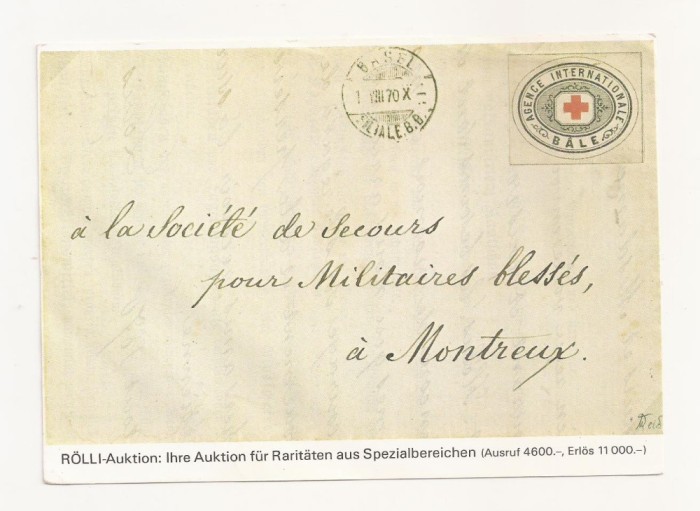 BASEL
1 VIII 70 X
FILIALE B.B.
AGENCE INTERNATIONALE
BÂLE
à la Société de secours
pour Militaires blessés,
à Montreux.
RÖLLI-Auktion: Ihre Auktion für Raritäten aus Spezialbereichen (Ausruf 4600.–, Erlös 11 000.–)